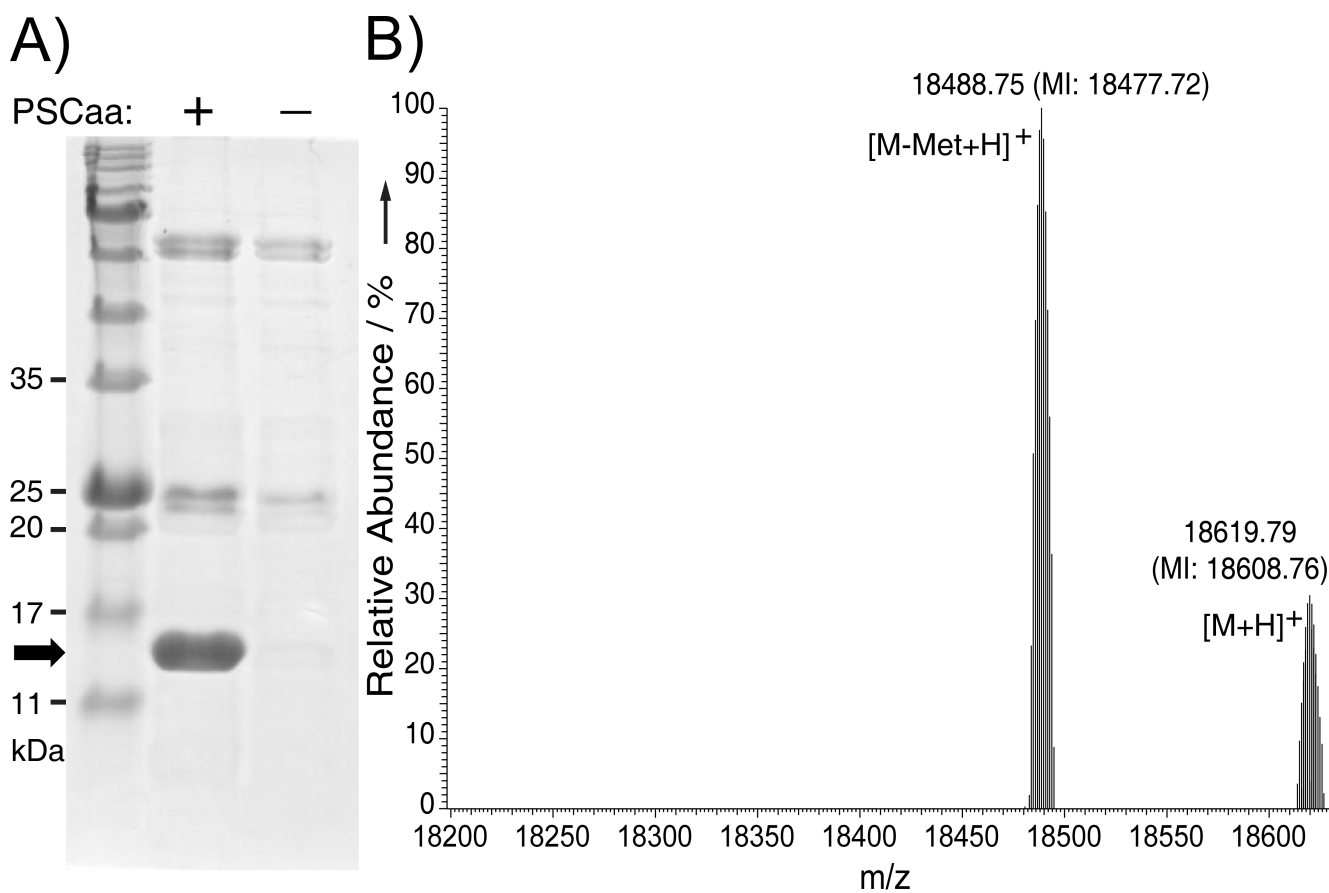 A)
PSCaa: + –
35
25
20
17
11
kDa
B)
Relative Abundance / %
100
90
80
70
60
50
40
30
20
10
0
18488.75 (MI: 18477.72)
[M-Met+H]+
18619.79
(MI: 18608.76)
[M+H]+
18200 18250 18300 18350 18400 18450 18500 18550 18600
m/z